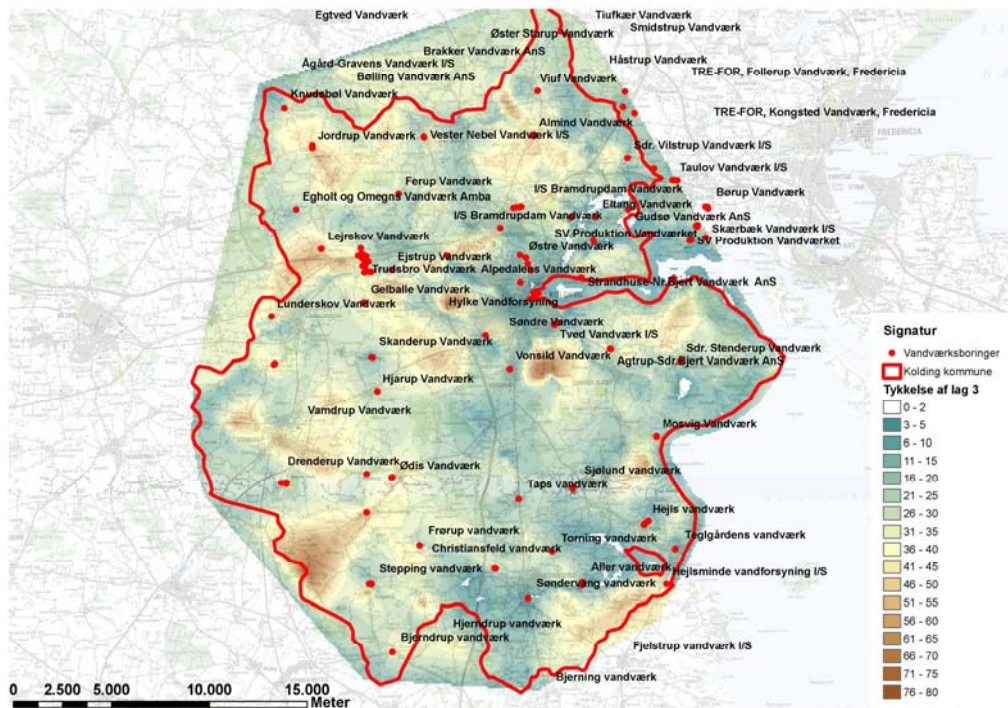 Egtved Vandværk
Tiufkær Vandværk
Smidstrup Vandværk
Øster Starup Vandværk
Brakker Vandværk AnS
Ågård-Gravens Vandværk I/S
Håstrup Vandværk
TRE-FOR, Follerup Vandværk, Fredericia
Bølling Vandværk AnS
Viuf Vandværk
Knudsbøl Vandværk
TRE-FOR, Kongsted Vandværk, Fredericia
Almind Vandværk
FREDERICIA
Jordrup Vandværk
Vester Nebel Vandværk I/S
Sdr. Vilstrup Vandværk I/S
Taulov Vandværk I/S
Ferup Vandværk
I/S Bramdrupdam Vandværk
Børup Vandværk
Egholt og Omegns Vandværk Amba
Eltang Vandværk
I/S Bramdrupdam Vandværk
Gudsø Vandværk AnS
Skærbæk Vandværk I/S
SV Produktion Vandværket
SV Produktion Vandværket
Lejrskov Vandværk
Østre Vandværk
Ejstrup Vandværk
Trudsbro Vandværk
Alpedalens Vandværk
Strandhuse-Nr.Bjert Vandværk AnS
Gelballe Vandværk
Lunderskov Vandværk
Hylke Vandforsyning
Søndre Vandværk
Tved Vandværk I/S
Skanderup Vandværk
Vonsild Vandværk
Sdr. Stenderup Vandværk
Agtrup-Sdr.Bjert Vandværk AnS
Hjarup Vandværk
Vamdrup Vandværk
Mosvig Vandværk
Drenderup Vandværk
Ødis Vandværk
Sjølund vandværk
Taps vandværk
Hejls vandværk
Frørup vandværk
Torning vandværk
Teglgårdens vandværk
Christiansfeld vandværk
Stepping vandværk
Aller vandværk
Hejlsminde vandforsyning I/S
Søndervang vandværk
Hjerndrup vandværk
Bjerndrup vandværk
Fjelstrup vandværk I/S
Bjerning vandværk
Signatur
Vandværksboringer
Kolding kommune
Tykkelse af lag 3
0 - 2
3 - 5
6 - 10
11 - 15
16 - 20
21 - 25
26 - 30
31 - 35
36 - 40
41 - 45
46 - 50
51 - 55
56 - 60
61 - 65
66 - 70
71 - 75
76 - 80
0 2.500 5.000 10.000 15.000
Meter